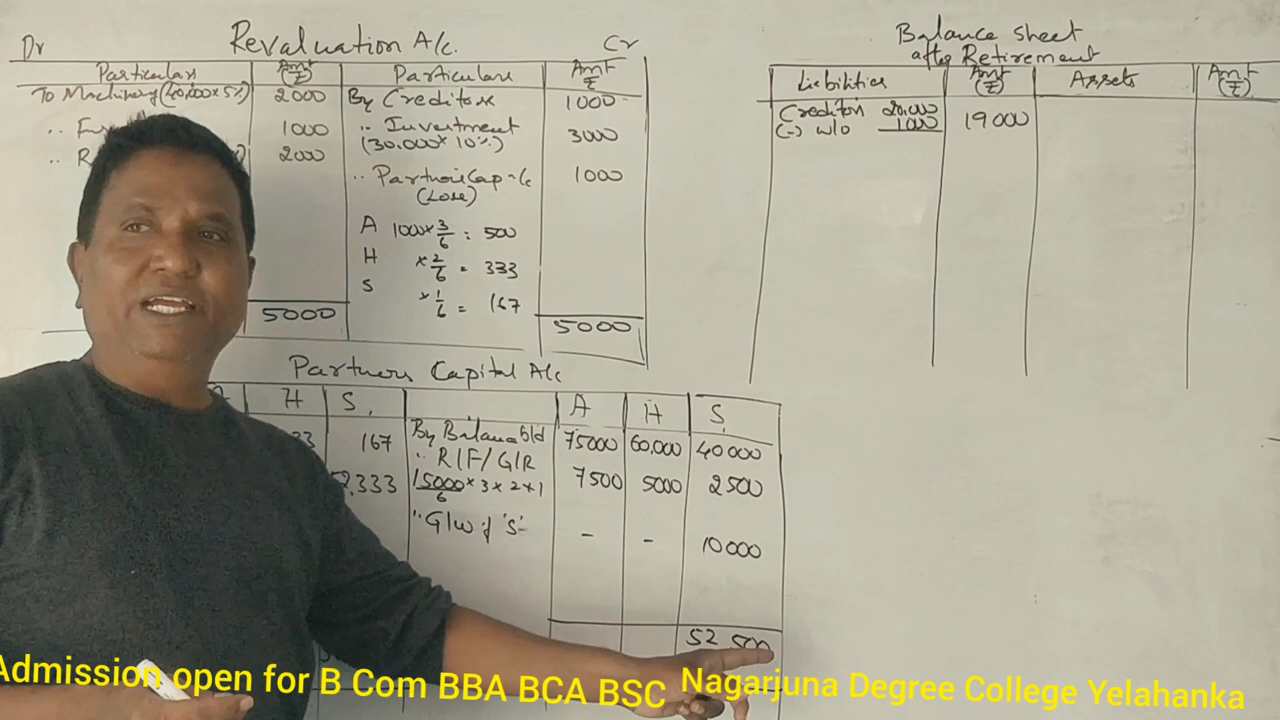 Dr Revaluation A/c. Cr
Particulars Amt (₹) Particulars Amt ₹
To Machinery (40,000 x 5%) 2000 By Creditors 1000
1000 '' Investment 3000
2000 (30.000 x 10%)
'' Partners Cap A/c 1000
(Loss)
A 1000 x 3/6 = 500
H x 2/6 = 333
S x 1/6 = 167
5000 5000
Balance Sheet
after Retirement
Liabilities Amt (₹) Assets Amt (₹)
Creditors 20,000
(-) w/o 1000 19000
Partners Capital A/c
H S. A H S.
167 By Balance b/d 75000 60,000 40000
'' R/F / G/R
52,333 15000/6 x 3 x 2 x 1 7500 5000 2500
'' G/w of 'S' - - 10000
52 500
Admission open for B Com BBA BCA BSC Nagarjuna Degree College Yelahanka